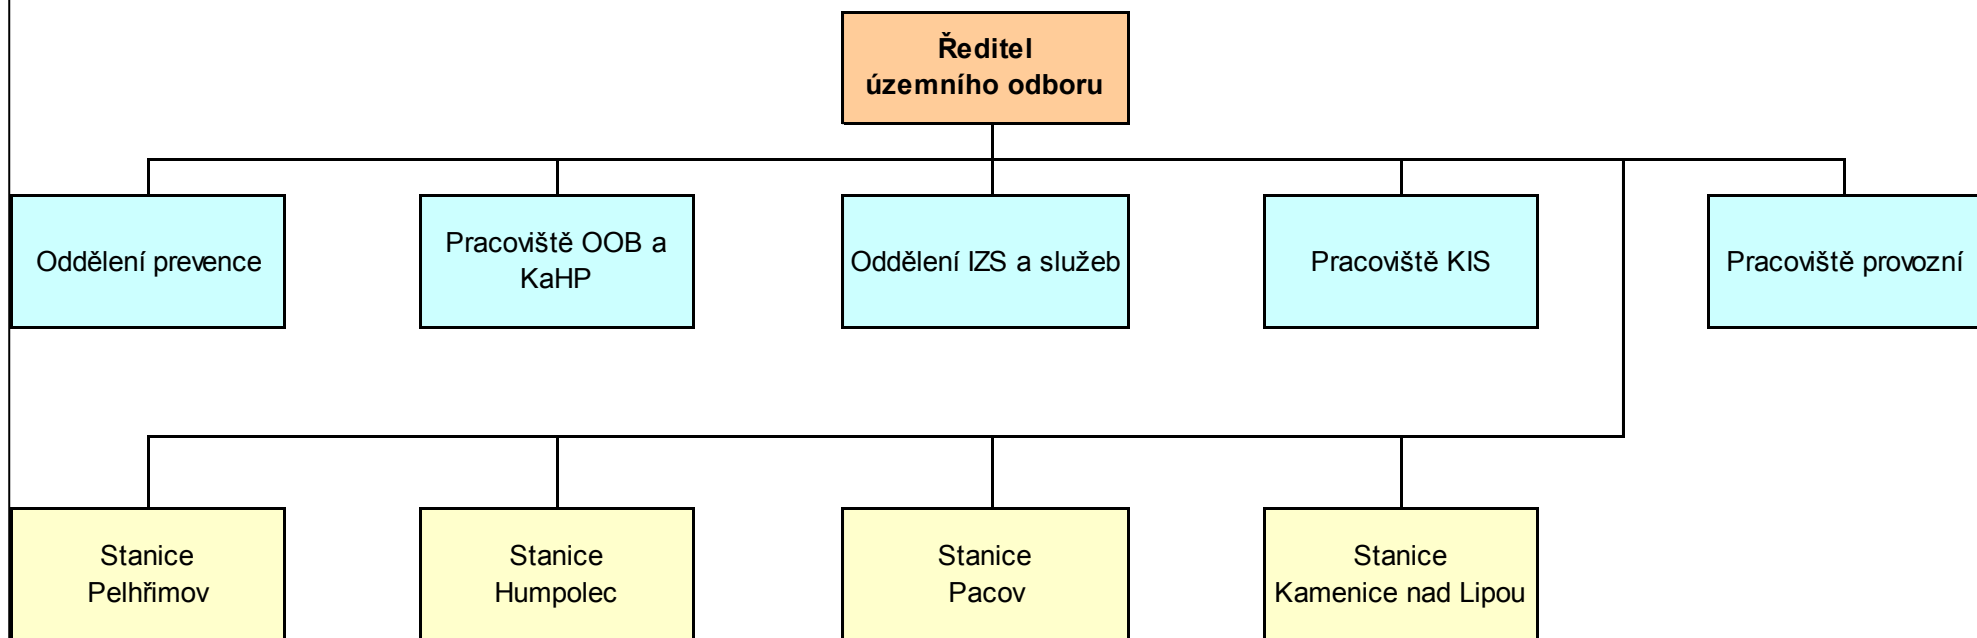 Ředitel
územního odboru
Oddělení prevence
Pracoviště OOB a
KaHP
Oddělení IZS a služeb
Pracoviště KIS
Pracoviště provozní
Stanice
Pelhřimov
Stanice
Humpolec
Stanice
Pacov
Stanice
Kamenice nad Lipou